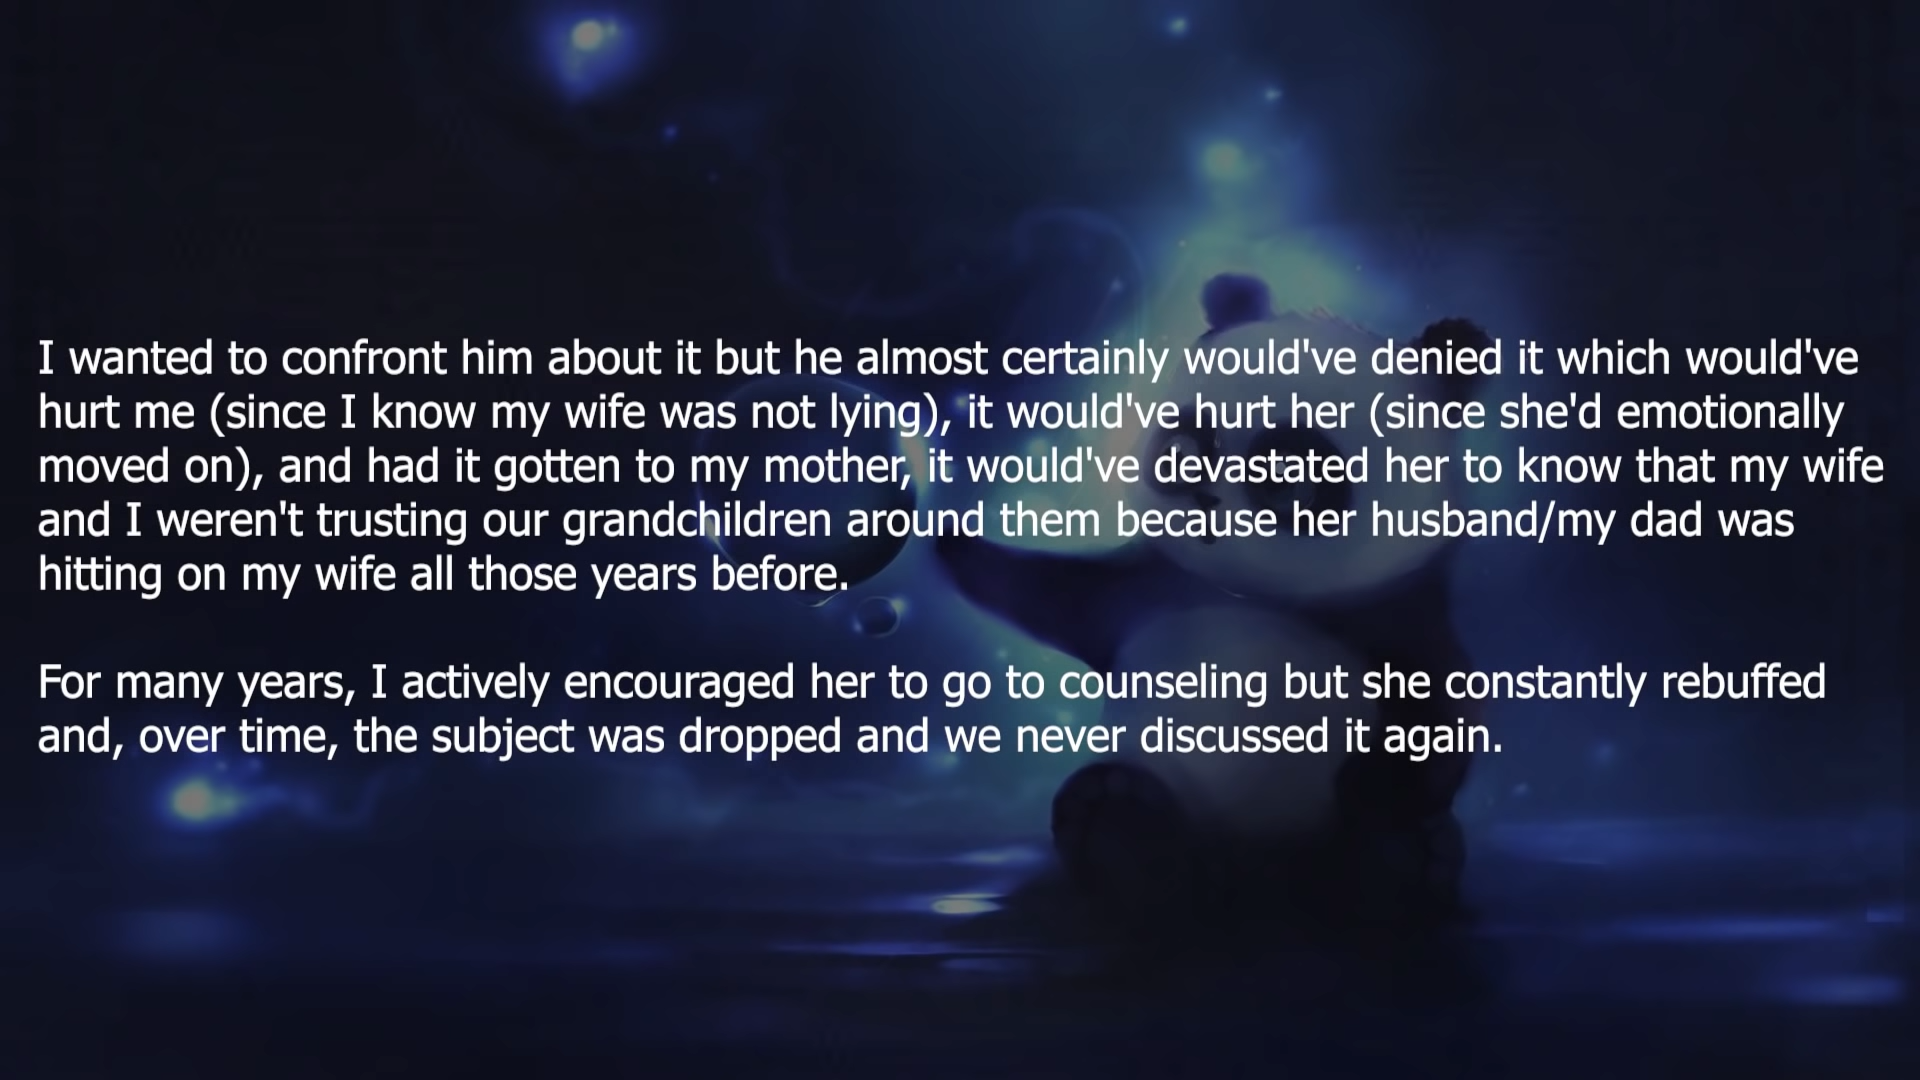 I wanted to confront him about it but he almost certainly would've denied it which would've
hurt me (since I know my wife was not lying), it would've hurt her (since she'd emotionally
moved on), and had it gotten to my mother, it would've devastated her to know that my wife
and I weren't trusting our grandchildren around them because her husband/my dad was
hitting on my wife all those years before.
For many years, I actively encouraged her to go to counseling but she constantly rebuffed
and, over time, the subject was dropped and we never discussed it again.